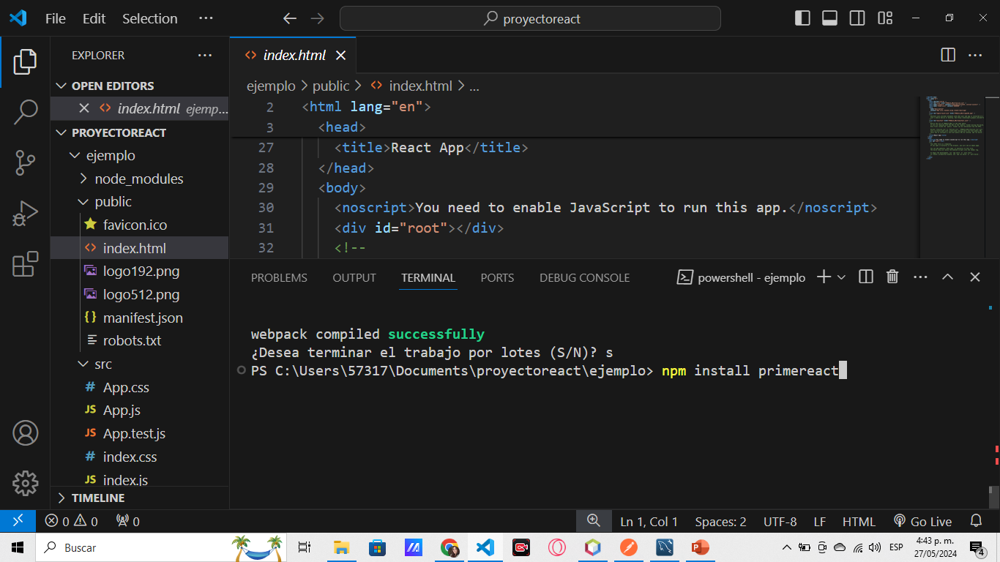 File Edit Selection ··· proyectoreact
EXPLORER ···
OPEN EDITORS
index.html ejemp...
PROYECTOREACT
ejemplo
node_modules
public
favicon.ico
index.html
logo192.png
logo512.png
manifest.json
robots.txt
src
App.css
JS App.js
JS App.test.js
index.css
JS index.js
TIMELINE
index.html
ejemplo > public > index.html > ...
2 <html lang="en">
3 <head>
27 <title>React App</title>
28 </head>
29 <body>
30 <noscript>You need to enable JavaScript to run this app.</noscript>
31 <div id="root"></div>
32 <!--
PROBLEMS OUTPUT TERMINAL PORTS DEBUG CONSOLE powershell - ejemplo
webpack compiled successfully
¿Desea terminar el trabajo por lotes (S/N)? s
PS C:\Users\57317\Documents\proyectoreact\ejemplo> npm install primereact
0 0 0 Ln 1, Col 1 Spaces: 2 UTF-8 LF HTML Go Live
Buscar
ESP
4:43 p. m.
27/05/2024
4